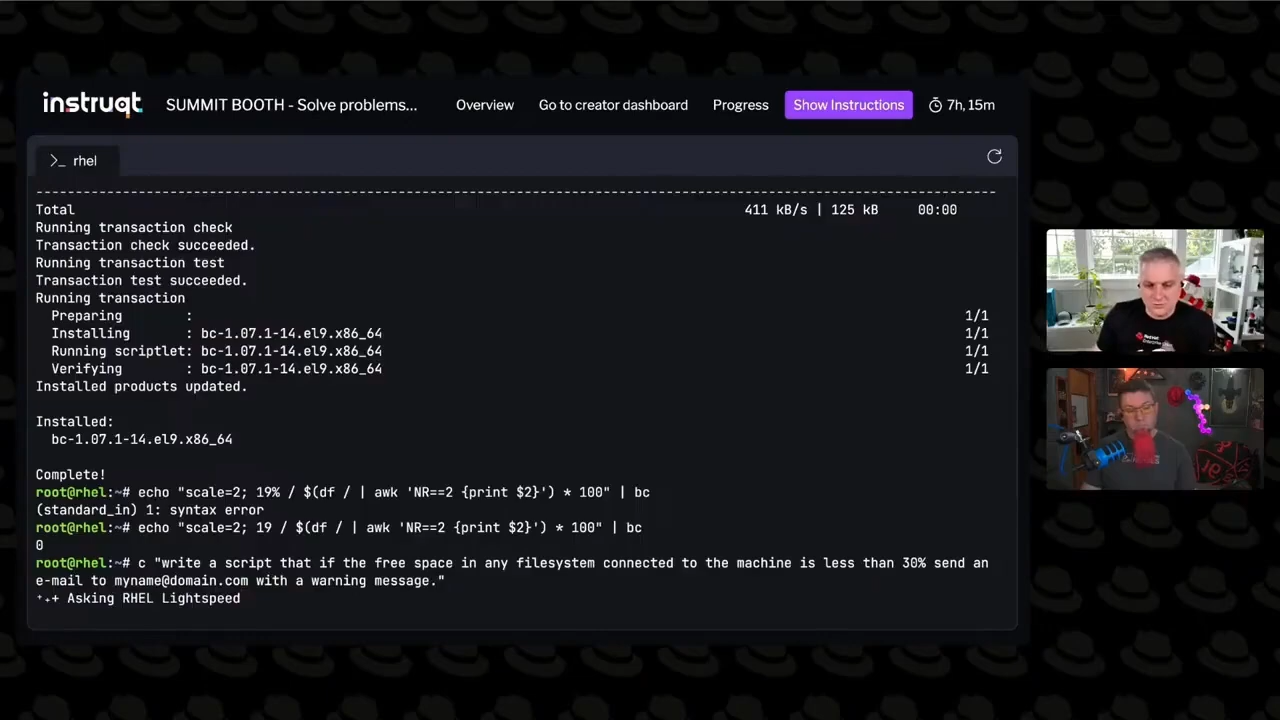 instruqt
SUMMIT BOOTH - Solve problems...
Overview
Go to creator dashboard
Progress
Show Instructions
7h, 15m
>_ rhel
--------------------------------------------------------------------------------
Total 411 kB/s | 125 kB 00:00
Running transaction check
Transaction check succeeded.
Running transaction test
Transaction test succeeded.
Running transaction
Preparing : 1/1
Installing : bc-1.07.1-14.el9.x86_64 1/1
Running scriptlet: bc-1.07.1-14.el9.x86_64 1/1
Verifying : bc-1.07.1-14.el9.x86_64 1/1
Installed products updated.
Installed:
bc-1.07.1-14.el9.x86_64
Complete!
root@rhel:~# echo "scale=2; 19% / $(df / | awk 'NR==2 {print $2}') * 100" | bc
(standard_in) 1: syntax error
root@rhel:~# echo "scale=2; 19 / $(df / | awk 'NR==2 {print $2}') * 100" | bc
0
root@rhel:~# c "write a script that if the free space in any filesystem connected to the machine is less than 30% send an
e-mail to myname@domain.com with a warning message."
Asking RHEL Lightspeed